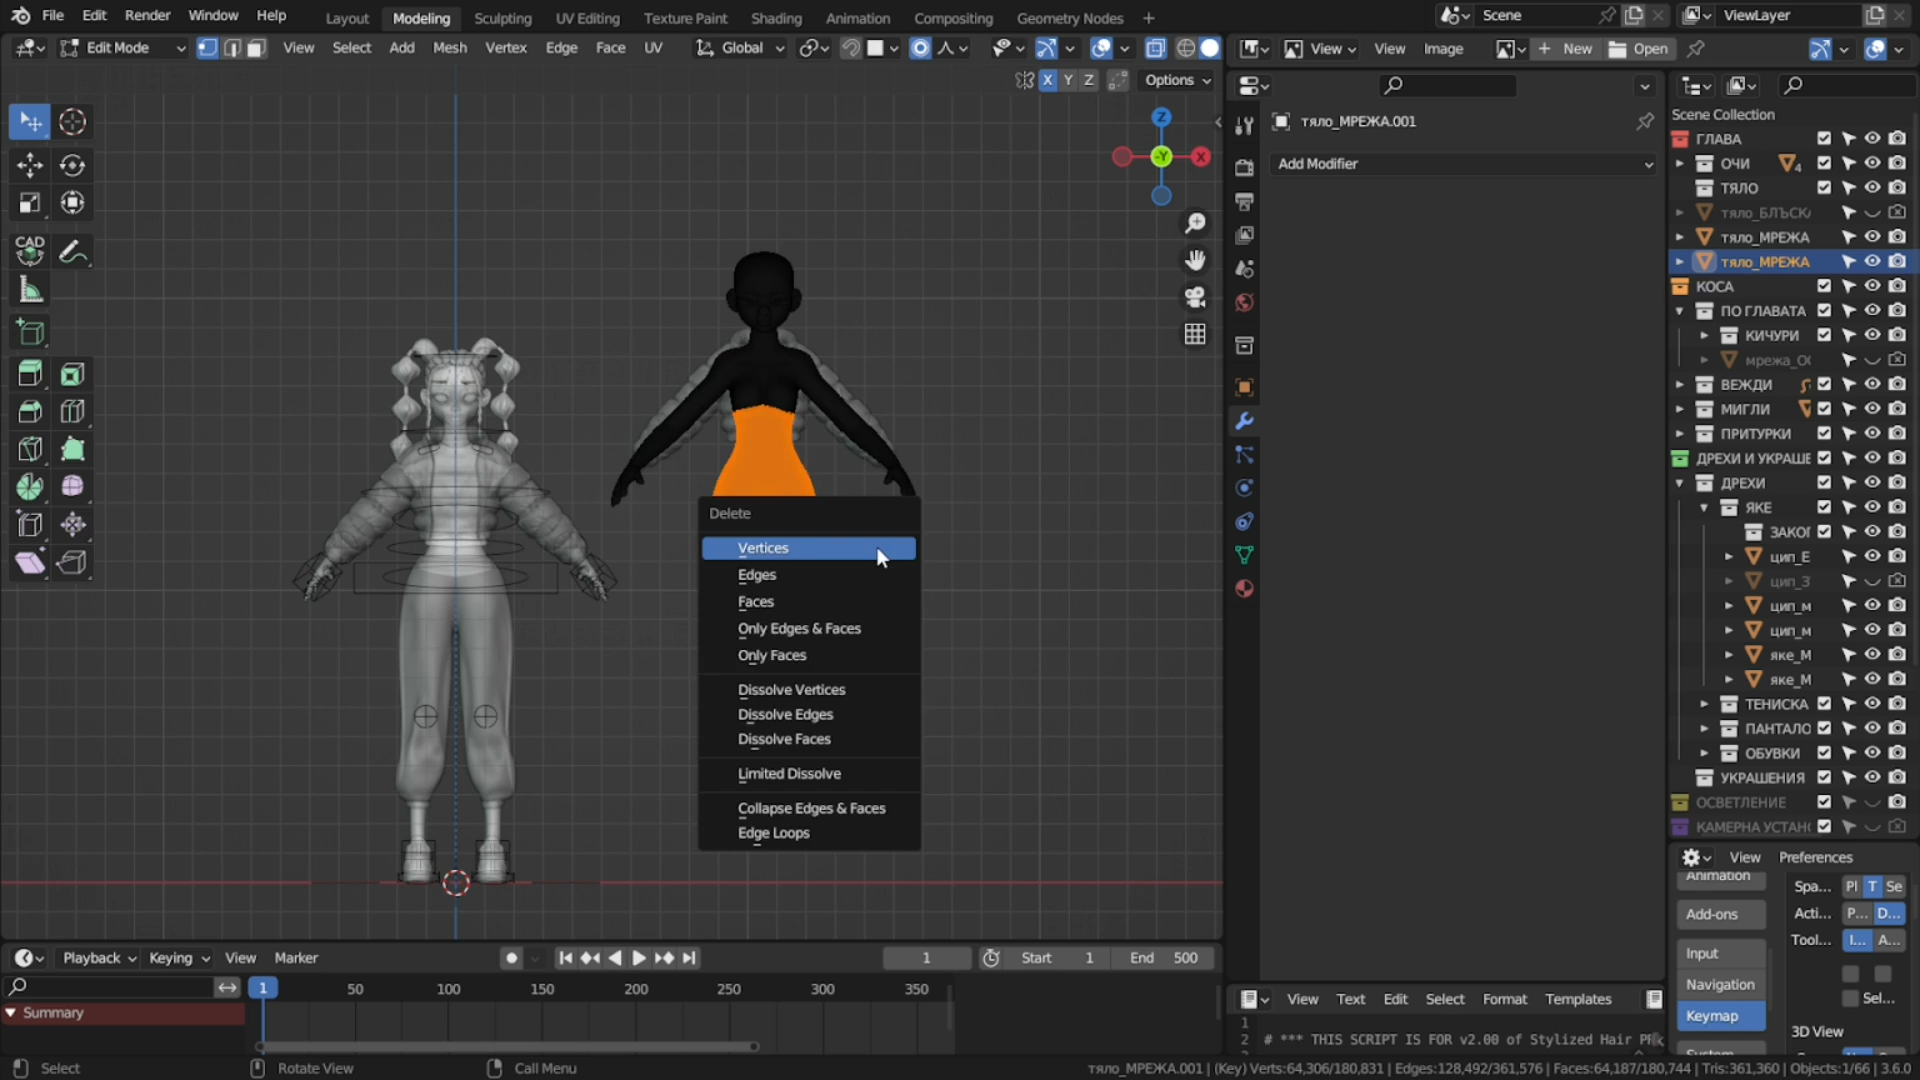 File Edit Render Window Help Layout Modeling Sculpting UV Editing Texture Paint Shading Animation Compositing Geometry Nodes + Scene ViewLayer
Edit Mode View Select Add Mesh Vertex Edge Face UV Global View View Image + New Open
X Y Z Options
Z
-Y
X
CAD
Delete
Vertices
Edges
Faces
Only Edges & Faces
Only Faces
Dissolve Vertices
Dissolve Edges
Dissolve Faces
Limited Dissolve
Collapse Edges & Faces
Edge Loops
тяло_МРЕЖА.001
Add Modifier
Scene Collection
ГЛАВА
ОЧИ 4
ТЯЛО
тяло_БЛЪСК
тяло_МРЕЖА
тяло_МРЕЖА
КОСА
ПО ГЛАВАТА
КИЧУРИ
мрежа_ОС
ВЕЖДИ
МИГЛИ
ПРИТУРКИ
ДРЕХИ И УКРАШЕ
ДРЕХИ
ЯКЕ
ЗАКОП
цип_Е
цип_З
цип_м
цип_м
яке_М
яке_М
ТЕНИСКА
ПАНТАЛО
ОБУВКИ
УКРАШЕНИЯ
ОСВЕТЛЕНИЕ
КАМЕРНА УСТАН
View Preferences
Animation
Add-ons
Input
Navigation
Keymap
System
Spa... Pl T Se
Acti... P... D...
Tool... I... A...
Sel...
3D View
Playback Keying View Marker 1 Start 1 End 500
1 50 100 150 200 250 300 350
Summary
View Text Edit Select Format Templates
1
2 # *** THIS SCRIPT IS FOR v2.00 of Stylized Hair
Select Rotate View Call Menu тяло_МРЕЖА.001 | (Key) Verts:64,306/180,831 | Edges:128,492/361,576 | Faces:64,187/180,744 | Tris:361,360 | Objects:1/66 | 3.6.0